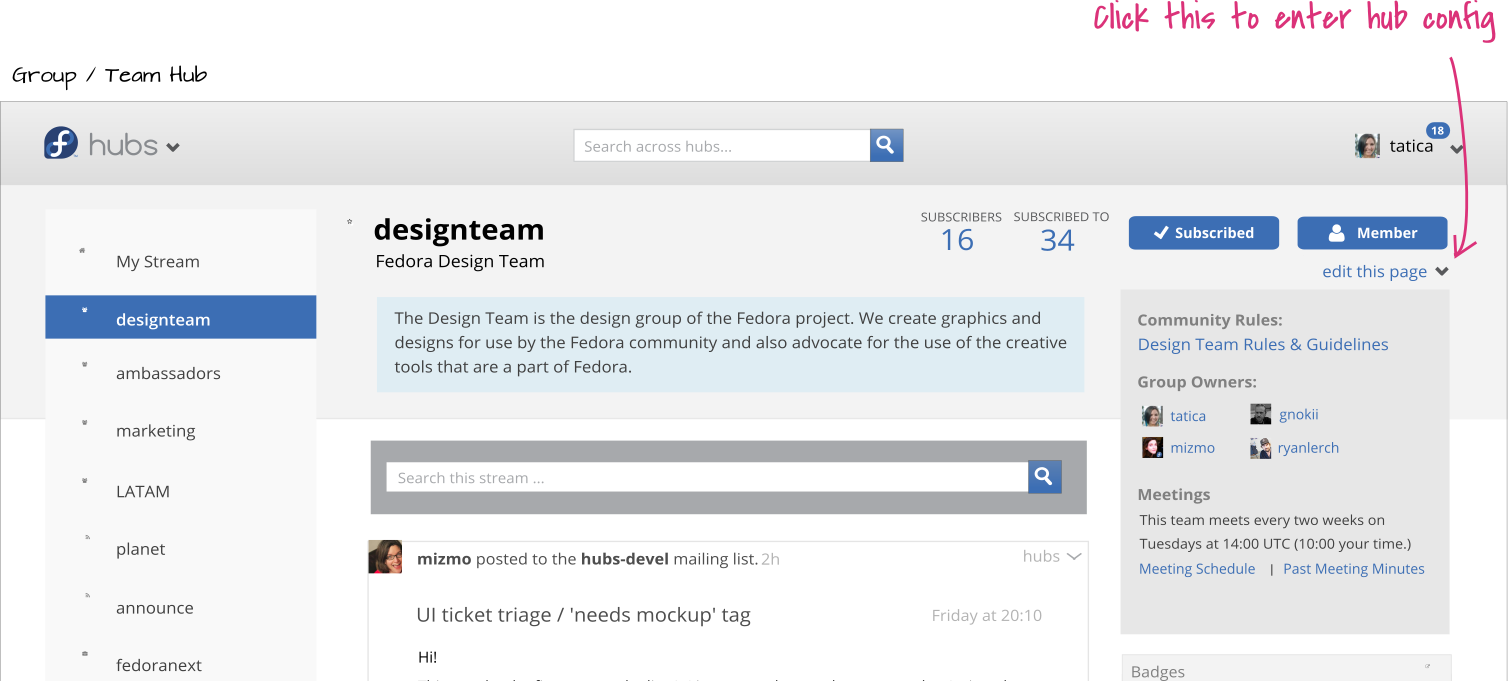 Click this to enter hub config
Group / Team Hub
hubs
Search across hubs...
18
tatica
My Stream
designteam
ambassadors
marketing
LATAM
planet
announce
fedoranext
designteam
Fedora Design Team
SUBSCRIBERS
16
SUBSCRIBED TO
34
Subscribed
Member
edit this page
The Design Team is the design group of the Fedora project. We create graphics and
designs for use by the Fedora community and also advocate for the use of the creative
tools that are a part of Fedora.
Search this stream ...
mizmo posted to the hubs-devel mailing list. 2h
hubs
UI ticket triage / 'needs mockup' tag
Friday at 20:10
Hi!
Community Rules:
Design Team Rules & Guidelines
Group Owners:
tatica
gnokii
mizmo
ryanlerch
Meetings
This team meets every two weeks on
Tuesdays at 14:00 UTC (10:00 your time.)
Meeting Schedule | Past Meeting Minutes
Badges